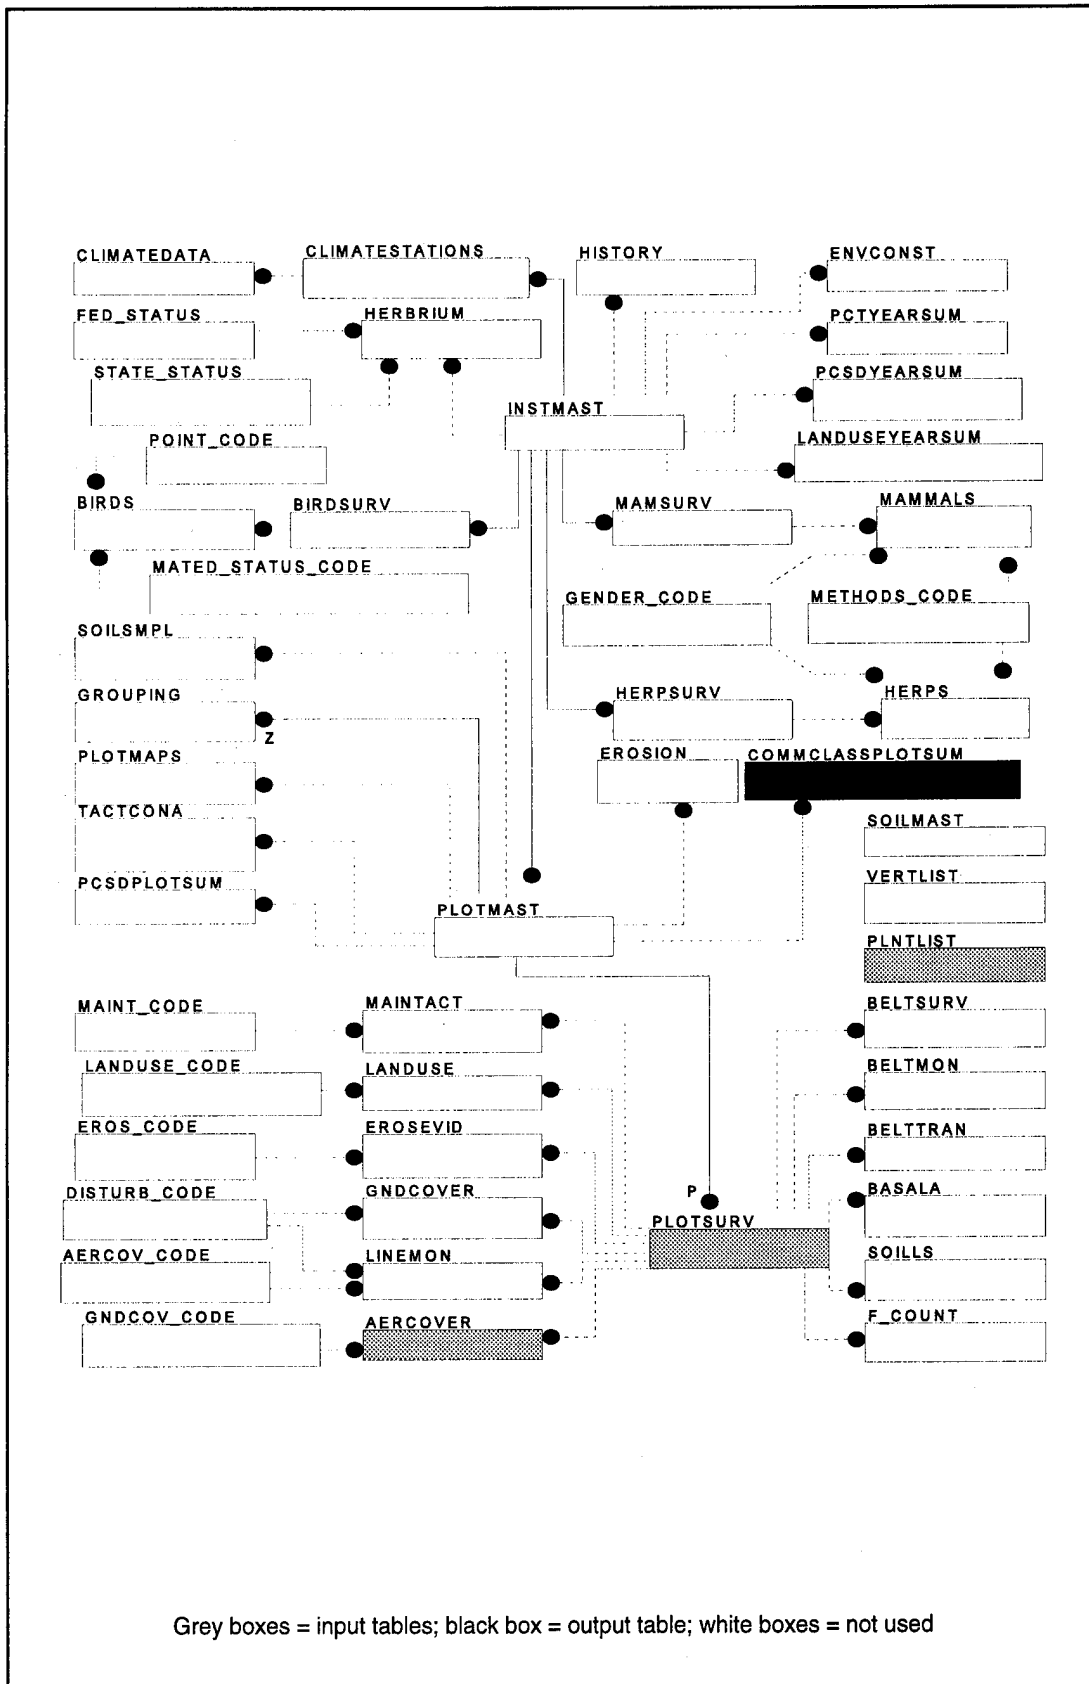 CLIMATEDATA
CLIMATESTATIONS
HISTORY
ENVCONST
FED_STATUS
HERBRIUM
PCTYEARSUM
STATE_STATUS
PCSDYEARSUM
INSTMAST
POINT_CODE
LANDUSEYEARSUM
BIRDS
BIRDSURV
MAMSURV
MAMMALS
MATED_STATUS_CODE
GENDER_CODE
METHODS_CODE
SOILSMPL
GROUPING
HERPSURV
HERPS
Z
PLOTMAPS
EROSION
COMMCLASSPLOTSUM
TACTCONA
SOILMAST
PCSDPLOTSUM
VERTLIST
PLOTMAST
PLNTLIST
MAINT_CODE
MAINTACT
BELTSURV
LANDUSE_CODE
LANDUSE
BELTMON
EROS_CODE
EROSEVID
BELTTRAN
DISTURB_CODE
GNDCOVER
P
BASALA
PLOTSURV
AERCOV_CODE
LINEMON
SOILLS
GNDCOV_CODE
AERCOVER
F_COUNT
Grey boxes = input tables; black box = output table; white boxes = not used